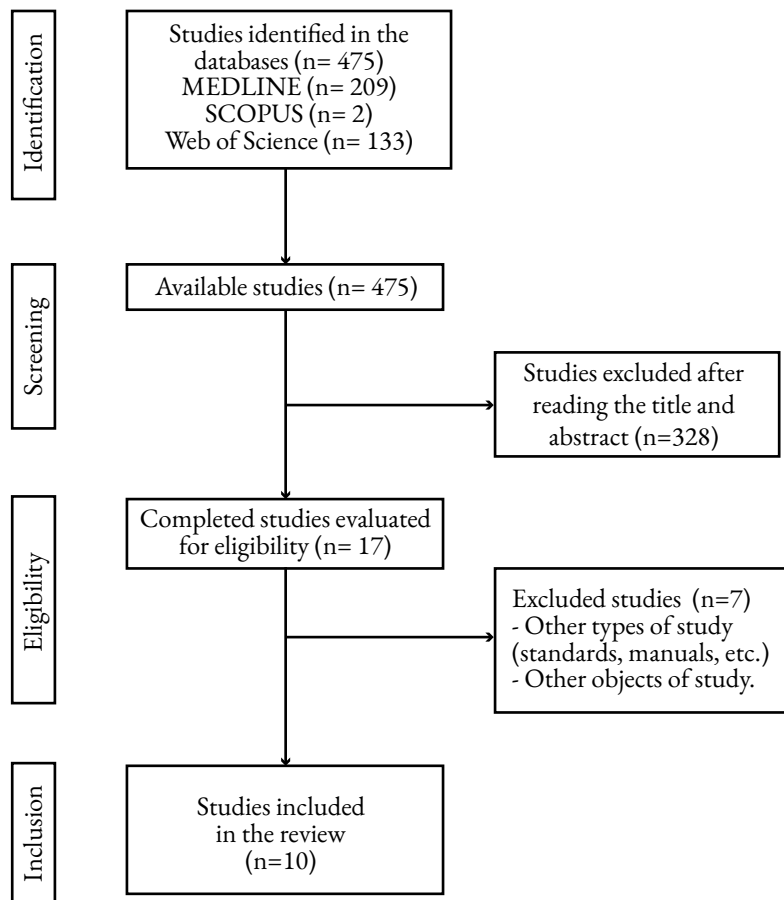 Identification
Studies identified in the
databases (n= 475)
MEDLINE (n= 209)
SCOPUS (n= 2)
Web of Science (n= 133)
Screening
Available studies (n= 475)
Studies excluded after
reading the title and
abstract (n=328)
Eligibility
Completed studies evaluated
for eligibility (n= 17)
Excluded studies (n=7)
- Other types of study
(standards, manuals, etc.)
- Other objects of study.
Inclusion
Studies included
in the review
(n=10)